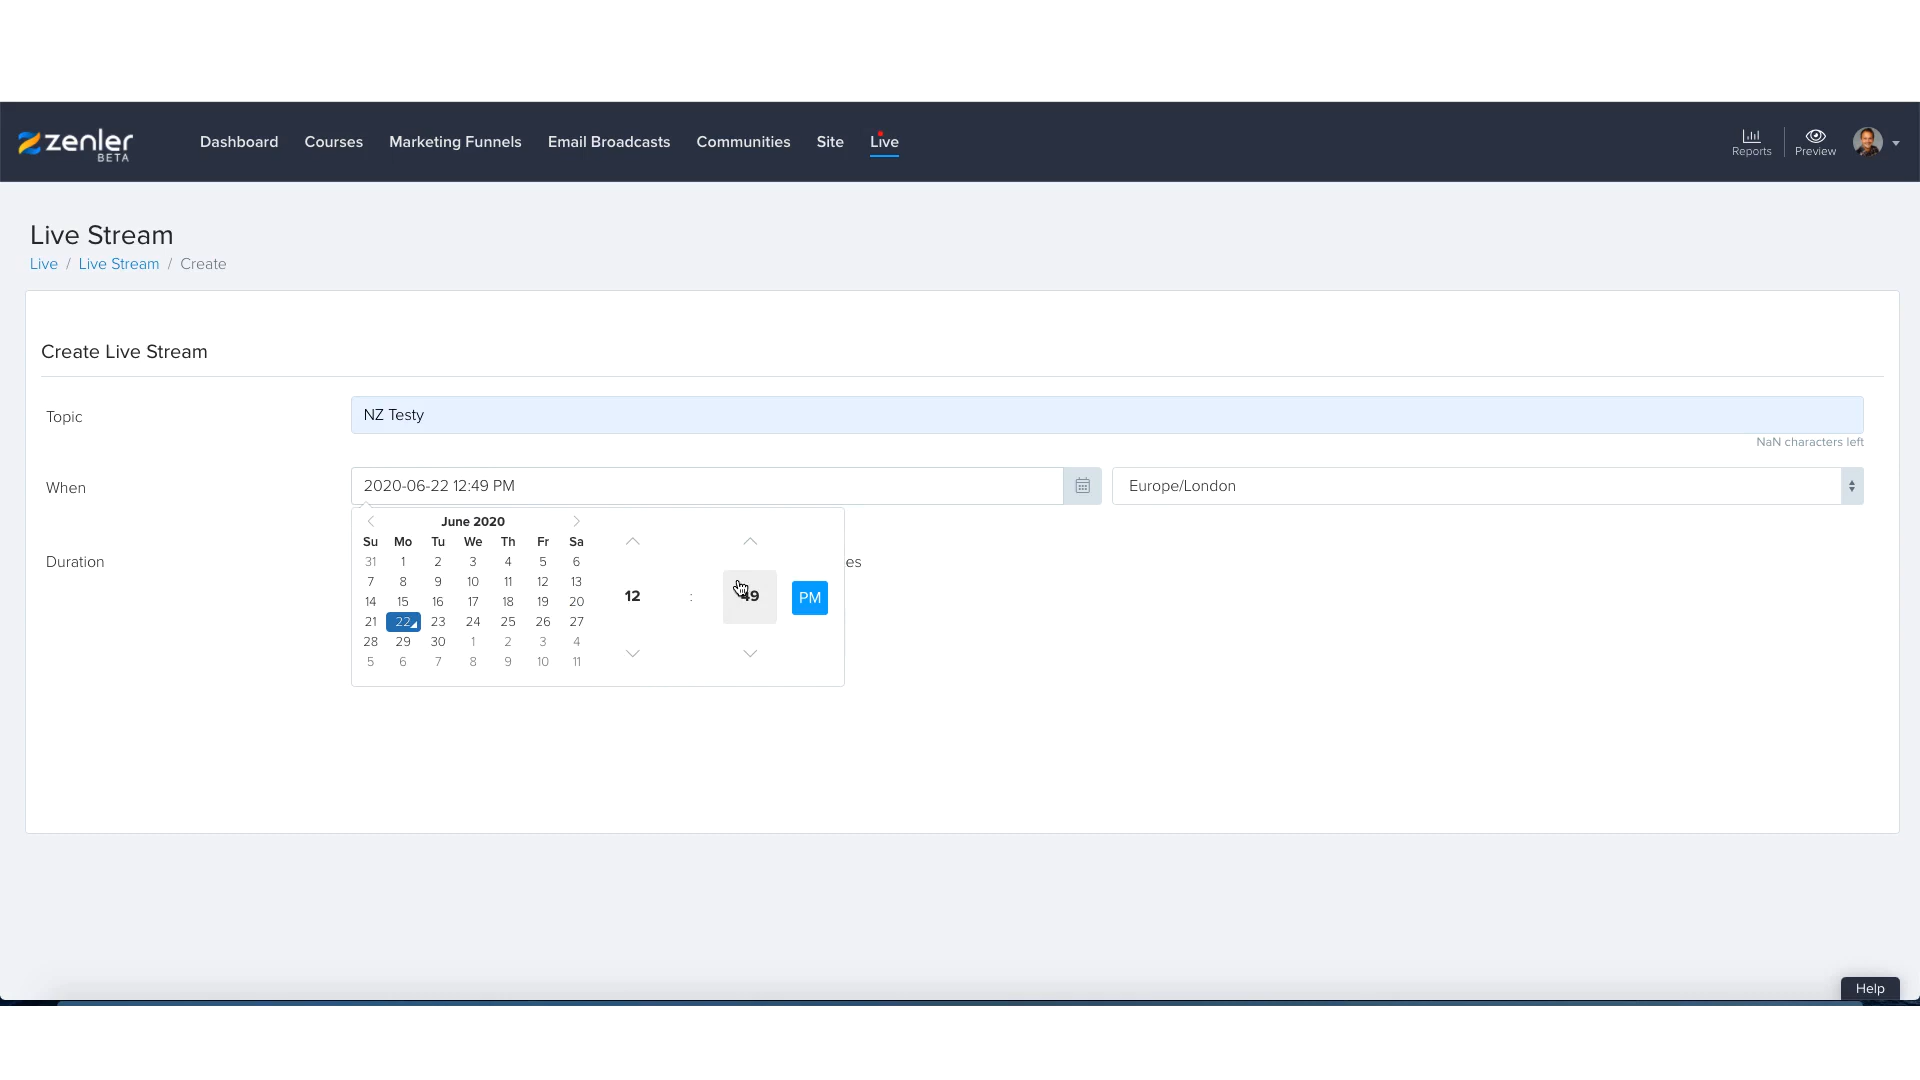 zenler
BETA
Dashboard Courses Marketing Funnels Email Broadcasts Communities Site Live
Reports Preview
Live Stream
Live / Live Stream / Create
Create Live Stream
Topic NZ Testy
NaN characters left
When 2020-06-22 12:49 PM Europe/London
June 2020
Su Mo Tu We Th Fr Sa
31 1 2 3 4 5 6
Duration es
7 8 9 10 11 12 13
12 : 49 PM
14 15 16 17 18 19 20
21 22 23 24 25 26 27
28 29 30 1 2 3 4
5 6 7 8 9 10 11
Help